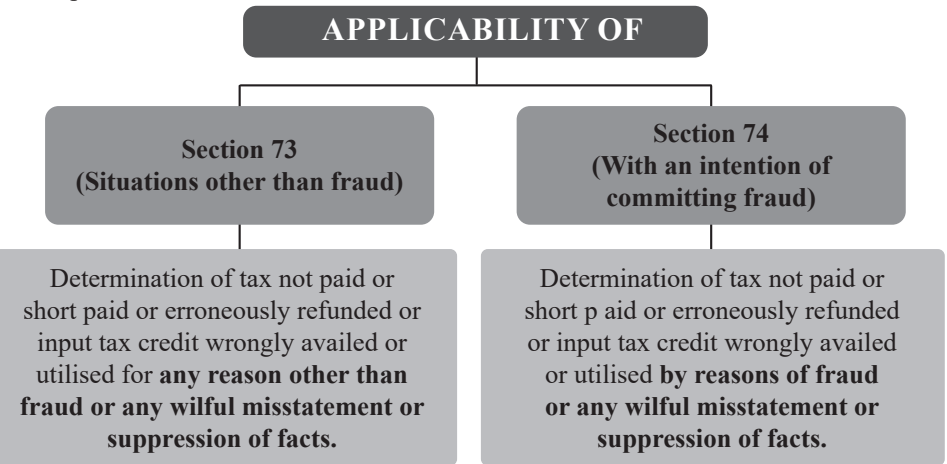 APPLICABILITY OF
Section 73
(Situations other than fraud)
Section 74
(With an intention of
committing fraud)
Determination of tax not paid or
short paid or erroneously refunded or
input tax credit wrongly availed or
utilised for any reason other than
fraud or any wilful misstatement or
suppression of facts.
Determination of tax not paid or
short p aid or erroneously refunded
or input tax credit wrongly availed
or utilised by reasons of fraud
or any wilful misstatement or
suppression of facts.